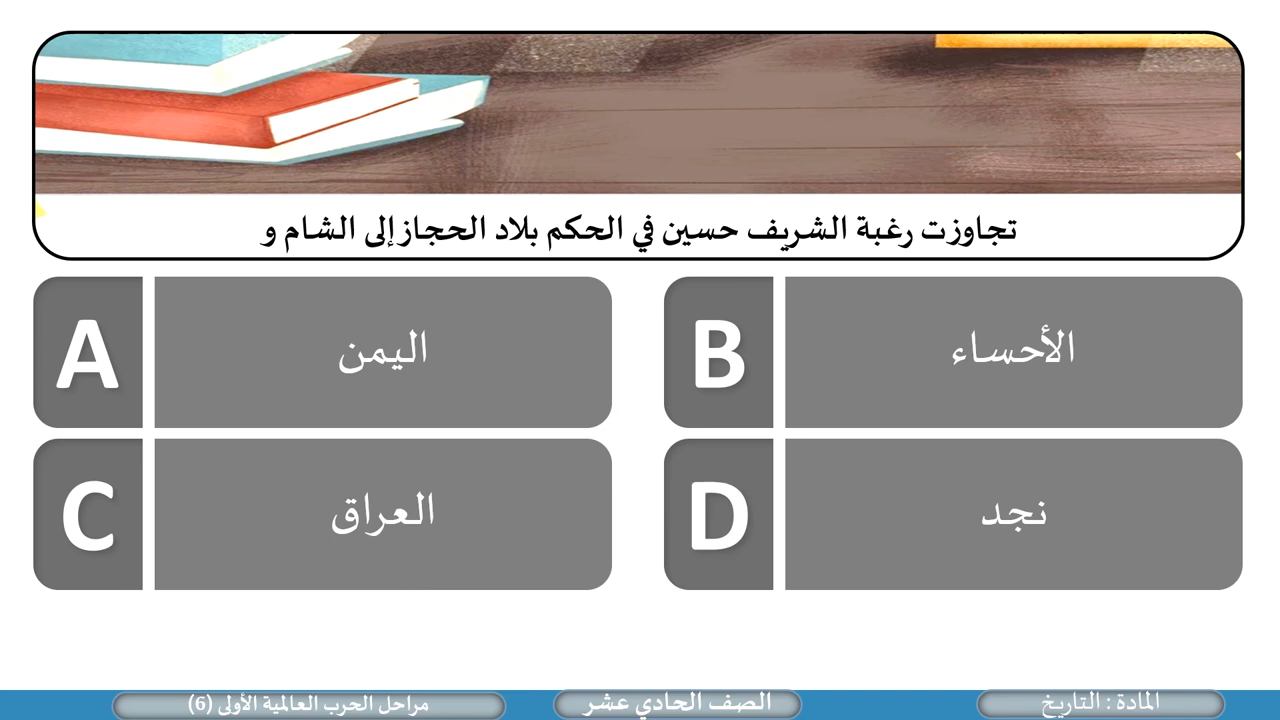 تجاوزت رغبة الشريف حسين في الحكم بلاد الحجاز إلى الشام و
A
اليمن
B
الأحساء
C
العراق
D
نجد
المادة : التاريخ
الصف الحادي عشر
مراحل الحرب العالمية الأولى (6)